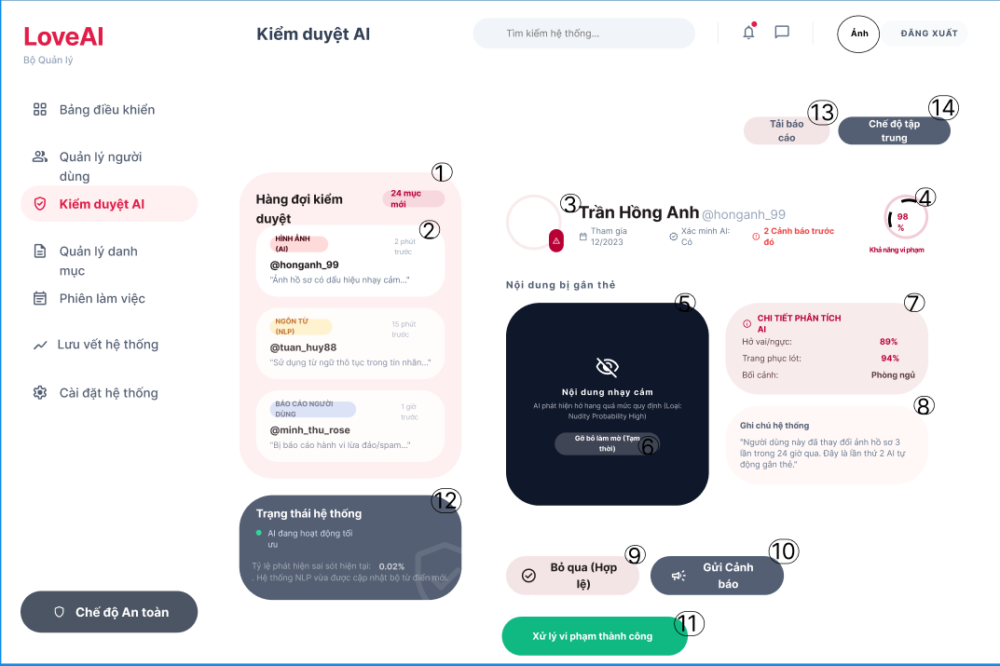 LoveAI
Bộ Quản lý
Kiểm duyệt AI
Tìm kiếm hệ thống...
Ảnh
ĐĂNG XUẤT
Bảng điều khiển
Quản lý người
dùng
Kiểm duyệt AI
Quản lý danh
mục
Phiên làm việc
Lưu vết hệ thống
Cài đặt hệ thống
Chế độ An toàn
13
Tải báo
cáo
14
Chế độ tập
trung
1
Hàng đợi kiểm
duyệt
24 mục
mới
2
HÌNH ẢNH
(AI)
2 phút
trước
@honganh_99
"Ảnh hồ sơ có dấu hiệu nhạy cảm..."
NGÔN TỪ
(NLP)
15 phút
trước
@tuan_huy88
"Sử dụng từ ngữ thô tục trong tin nhắn..."
BÁO CÁO NGƯỜI
DÙNG
1 giờ
trước
@minh_thu_rose
"Bị báo cáo hành vi lừa đảo/spam..."
12
Trạng thái hệ thống
AI đang hoạt động tối
ưu
Tỷ lệ phát hiện sai sót hiện tại: 0.02%
. Hệ thống NLP vừa được cập nhật bộ từ điển mới.
3
Trần Hồng Anh @honganh_99
Tham gia
12/2023
Xác minh AI:
Có
2 Cảnh báo trước
đó
4
98
%
Khả năng vi phạm
Nội dung bị gắn thẻ
5
Nội dung nhạy cảm
AI phát hiện hở hang quá mức quy định (Loại:
Nudity Probability High)
Gỡ bỏ làm mờ (Tạm
thời)
6
7
CHI TIẾT PHÂN TÍCH
AI
Hở vai/ngực: 89%
Trang phục lót: 94%
Bối cảnh: Phòng ngủ
8
Ghi chú hệ thống
"Người dùng này đã thay đổi ảnh hồ sơ 3
lần trong 24 giờ qua. Đây là lần thứ 2 AI tự
động gắn thẻ."
9
Bỏ qua (Hợp
lệ)
10
Gửi Cảnh
báo
11
Xử lý vi phạm thành công